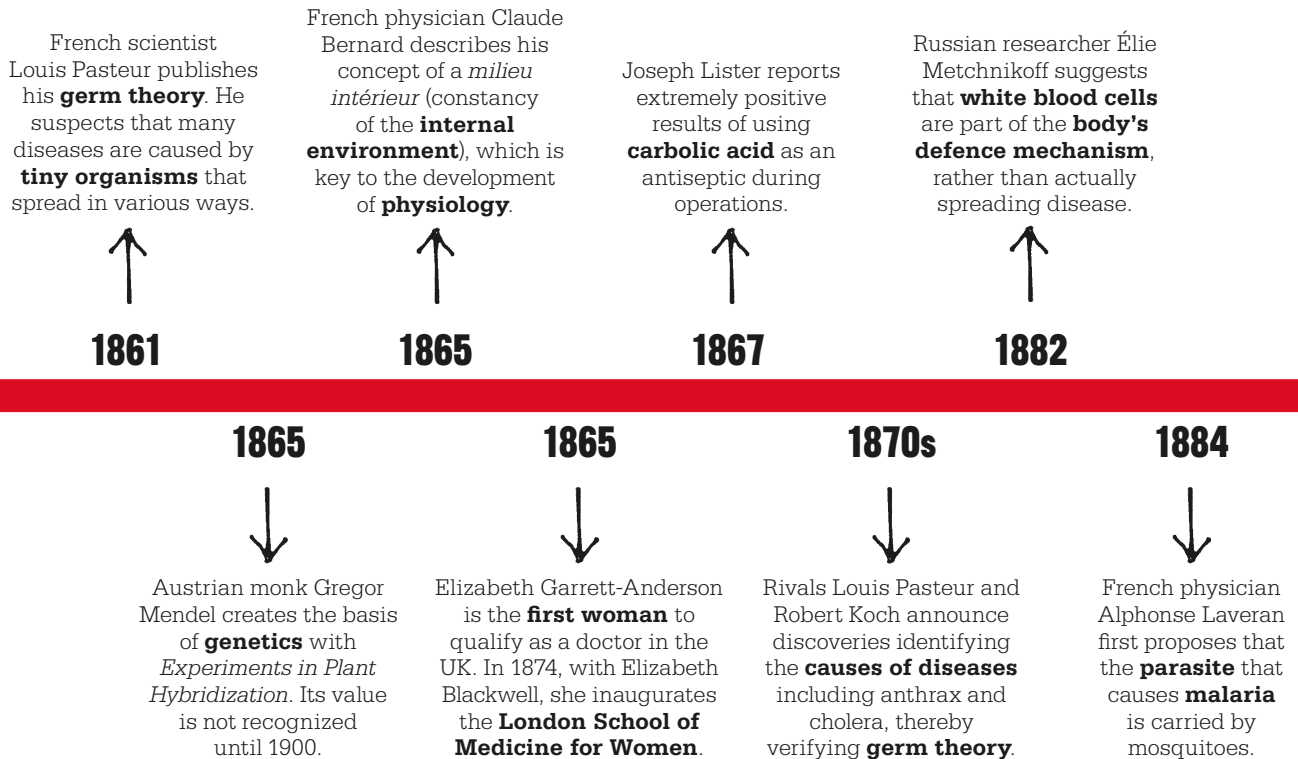 French scientist
Louis Pasteur publishes
his germ theory. He
suspects that many
diseases are caused by
tiny organisms that
spread in various ways.
1861
Austrian monk Gregor
Mendel creates the basis
of genetics with
Experiments in Plant
Hybridization. Its value
is not recognized
until 1900.
1865
French physician Claude
Bernard describes his
concept of a milieu
intérieur (constancy
of the internal
environment), which is
key to the development
of physiology.
1865
1865
Elizabeth Garrett-Anderson
is the first woman to
qualify as a doctor in the
UK. In 1874, with Elizabeth
Blackwell, she inaugurates
the London School of
Medicine for Women.
Joseph Lister reports
extremely positive
results of using
carbolic acid as an
antiseptic during
operations.
1867
1870s
Rivals Louis Pasteur and
Robert Koch announce
discoveries identifying
the causes of diseases
including anthrax and
cholera, thereby
verifying germ theory.
Russian researcher Élie
Metchnikoff suggests
that white blood cells
are part of the body's
defence mechanism,
rather than actually
spreading disease.
1882
1884
French physician
Alphonse Laveran
first proposes that
the parasite that
causes malaria
is carried by
mosquitoes.